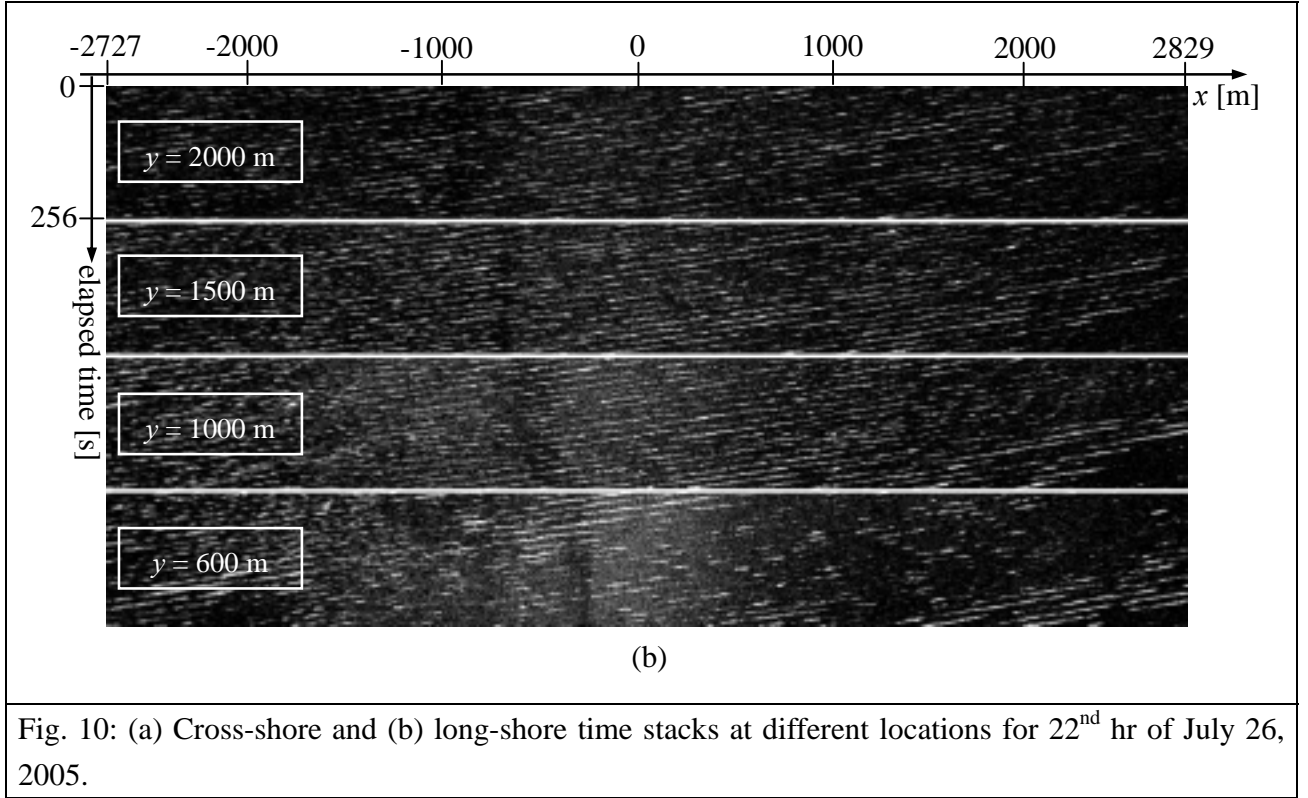 -2727 -2000 -1000 0 1000 2000 2829
x [m]
0
y = 2000 m
256
elapsed time [s]
y = 1500 m
y = 1000 m
y = 600 m
(b)
Fig. 10: (a) Cross-shore and (b) long-shore time stacks at different locations for 22nd hr of July 26,
2005.